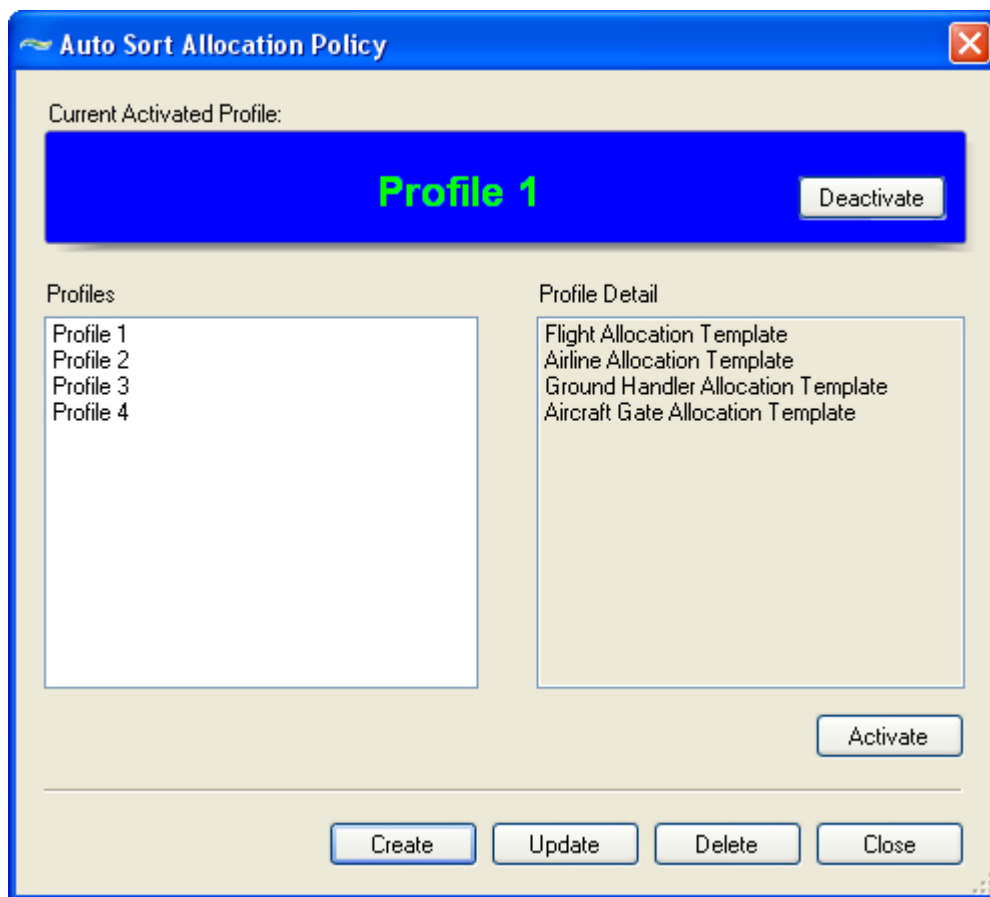 Auto Sort Allocation Policy
Current Activated Profile:
Profile 1
Deactivate
Profiles
Profile 1
Profile 2
Profile 3
Profile 4
Profile Detail
Flight Allocation Template
Airline Allocation Template
Ground Handler Allocation Template
Aircraft Gate Allocation Template
Activate
Create
Update
Delete
Close